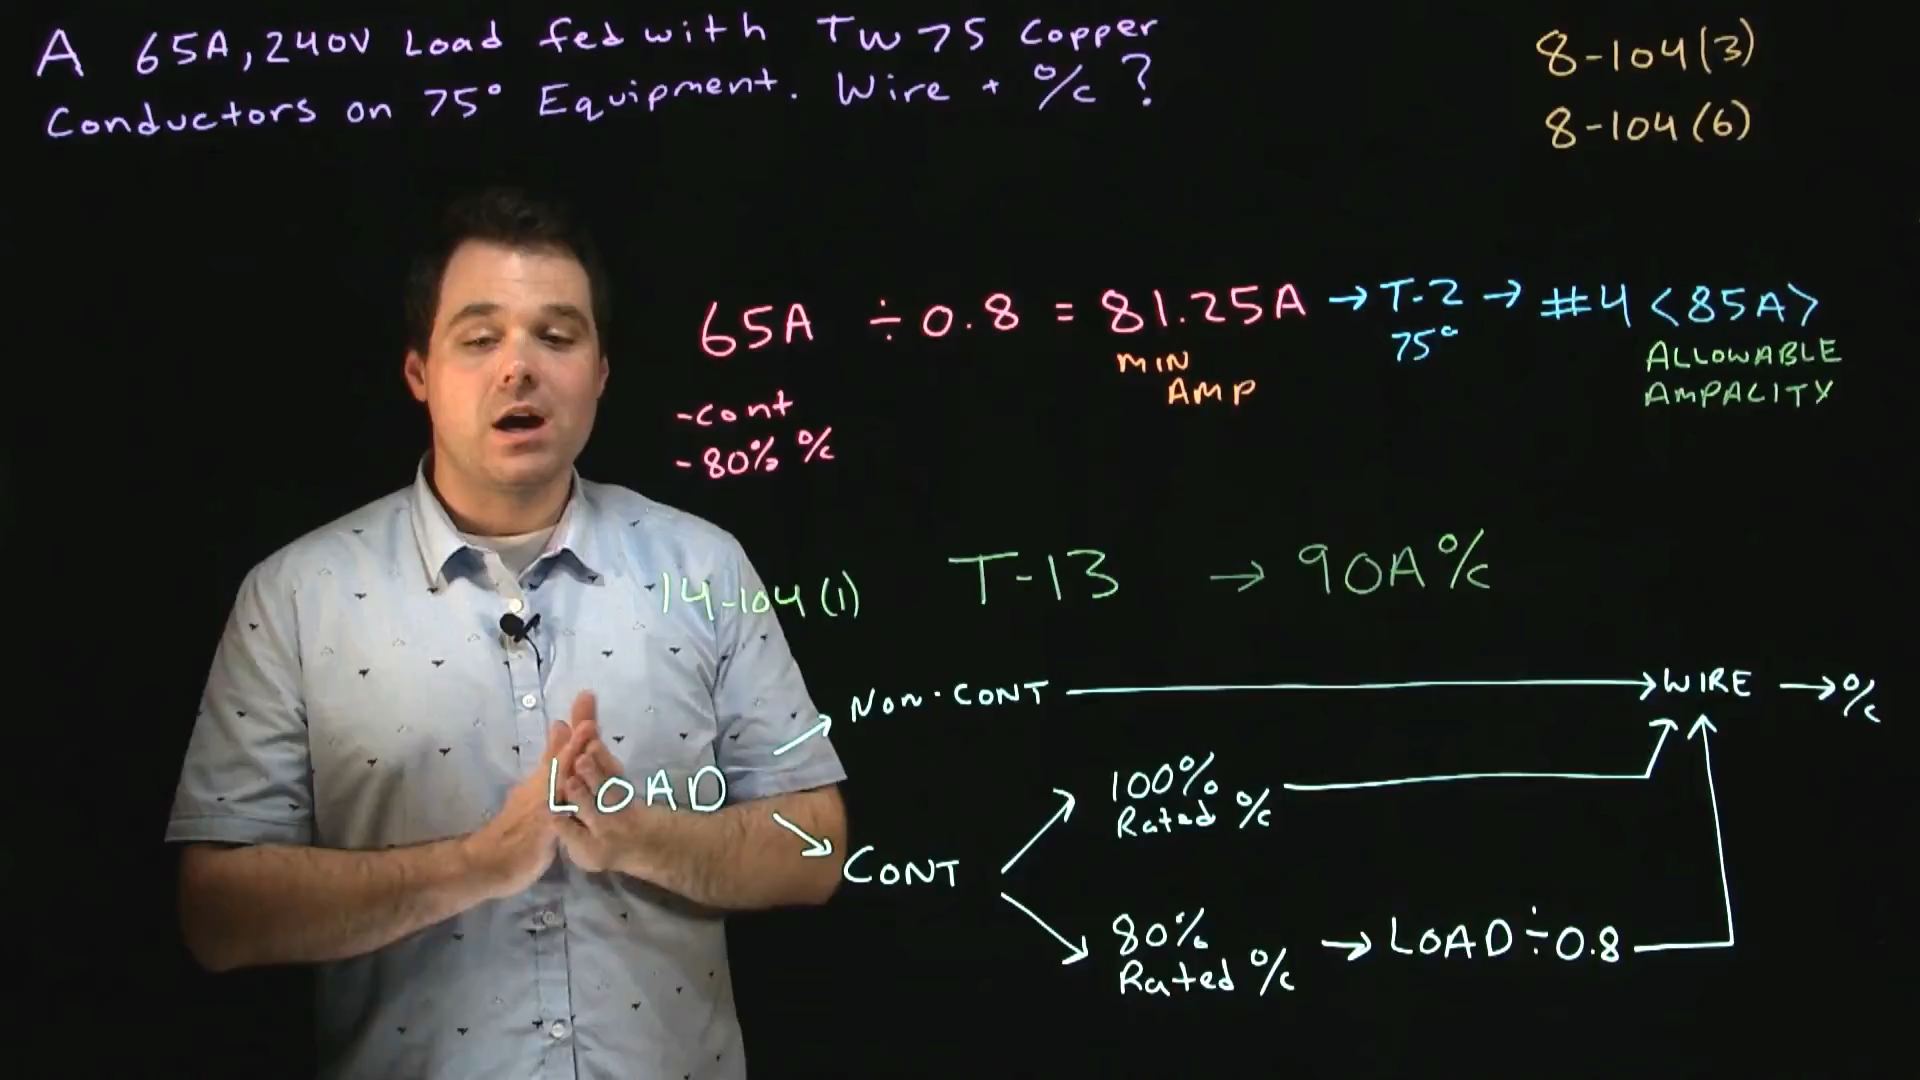 A 65A, 240V Load fed with TW75 Copper
Conductors on 75° Equipment. Wire + O/C ?
8-104(3)
8-104(6)
65A ÷ 0.8 = 81.25A → T-2 → #4 <85A>
75°
MIN
AMP
ALLOWABLE
AMPACITY
-cont
-80% O/C
14-104(1) T-13 → 90A O/C
NON-CONT → WIRE → O/C
LOAD
100%
Rated O/C
CONT
80%
Rated O/C → LOAD ÷ 0.8